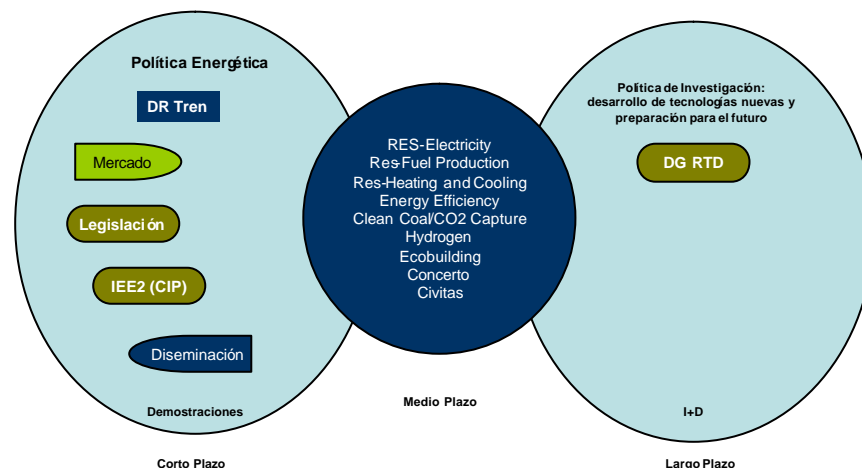 Política Energética
DR Tren
Mercado
Legislación
IEE2 (CIP)
Diseminación
Demostraciones
Corto Plazo
RES-Electricity
Res-Fuel Production
Res-Heating and Cooling
Energy Efficiency
Clean Coal/CO2 Capture
Hydrogen
Ecobuilding
Concerto
Civitas
Medio Plazo
Política de Investigación:
desarrollo de tecnologías nuevas y
preparación para el futuro
DG RTD
I+D
Largo Plazo